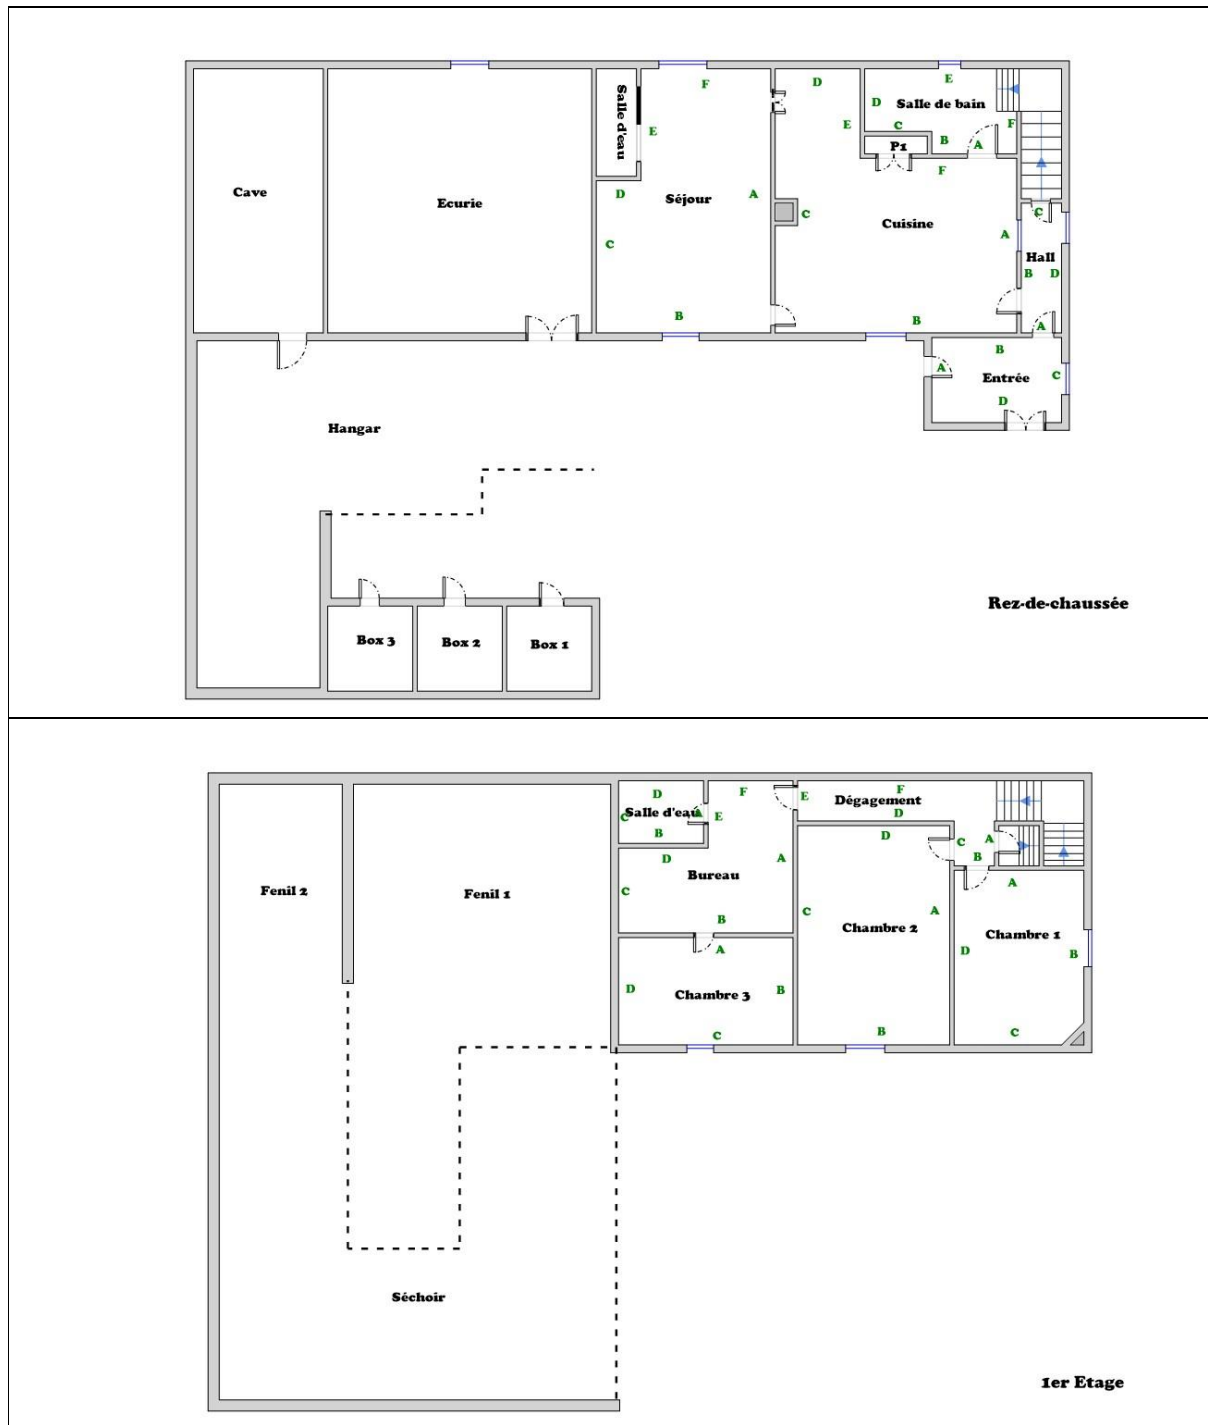 F
D
E
Salle d'eau
E
D
Salle de bain
C
F
E
B
A
P1
F
Cave
Ecurie
D
Séjour
A
C
C
Cuisine
A
C
Hall
B
D
B
B
A
B
A
Entrée
C
D
Hangar
Rez-de-chaussée
Box 3
Box 2
Box 1
D
F
E
F
Dégagement
Salle d'eau
A
C
E
D
B
D
A
C
B
D
A
Bureau
A
C
Fenil 2
Fenil 1
B
C
A
Chambre 2
Chambre 1
D
B
A
D
B
Chambre 3
C
B
C
Séchoir
1er Etage